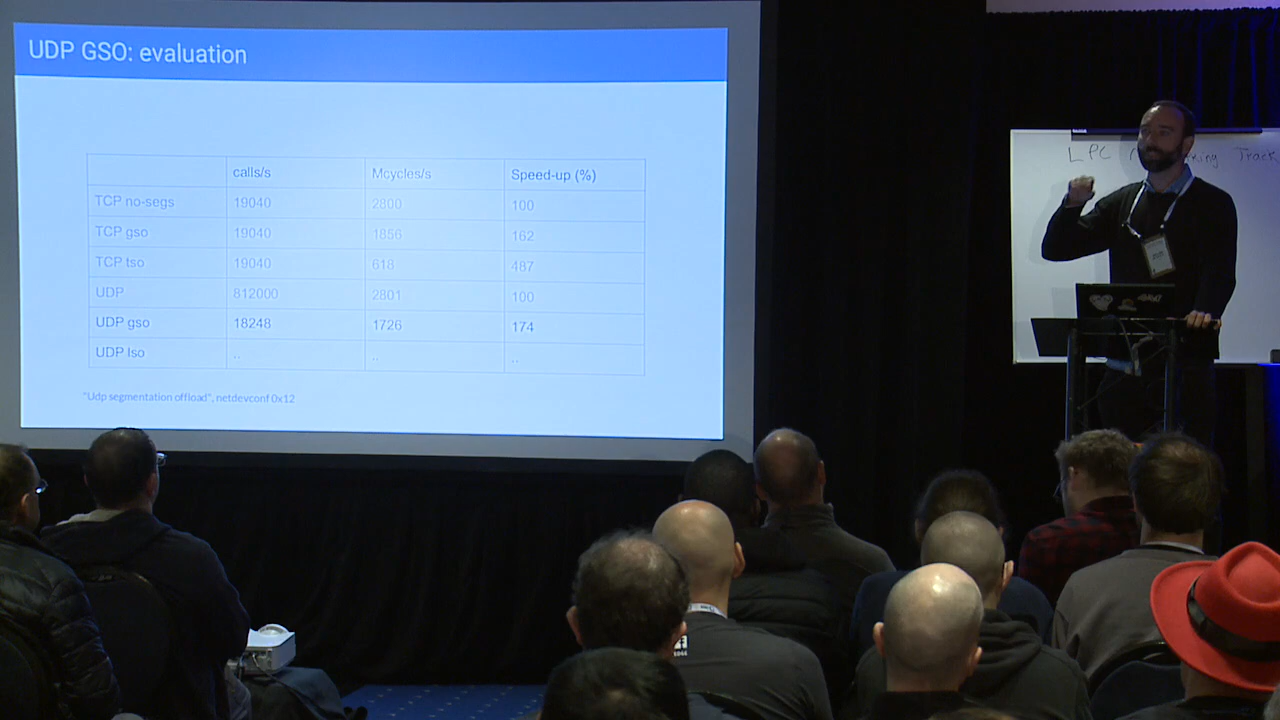 UDP GSO: evaluation
calls/s Mcycles/s Speed-up (%)
TCP no-segs 19040 2800 100
TCP gso 19040 1856 162
TCP tso 19040 618 487
UDP 812000 2801 100
UDP gso 18248 1726 174
UDP lso .. .. ..
"Udp segmentation offload", netdevconf 0x12
LPC Track